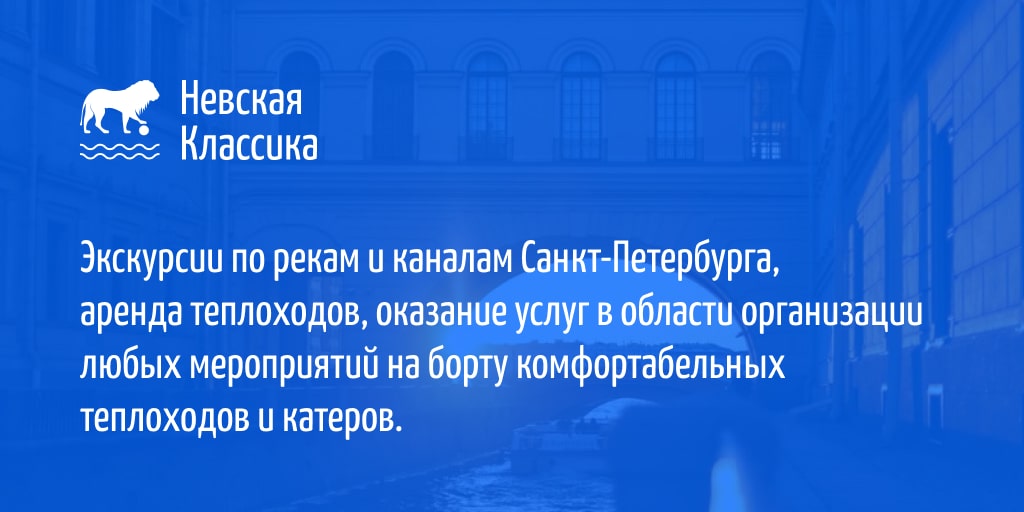 Невская
Классика
Экскурсии по рекам и каналам Санкт-Петербурга,
аренда теплоходов, оказание услуг в области организации
любых мероприятий на борту комфортабельных
теплоходов и катеров.